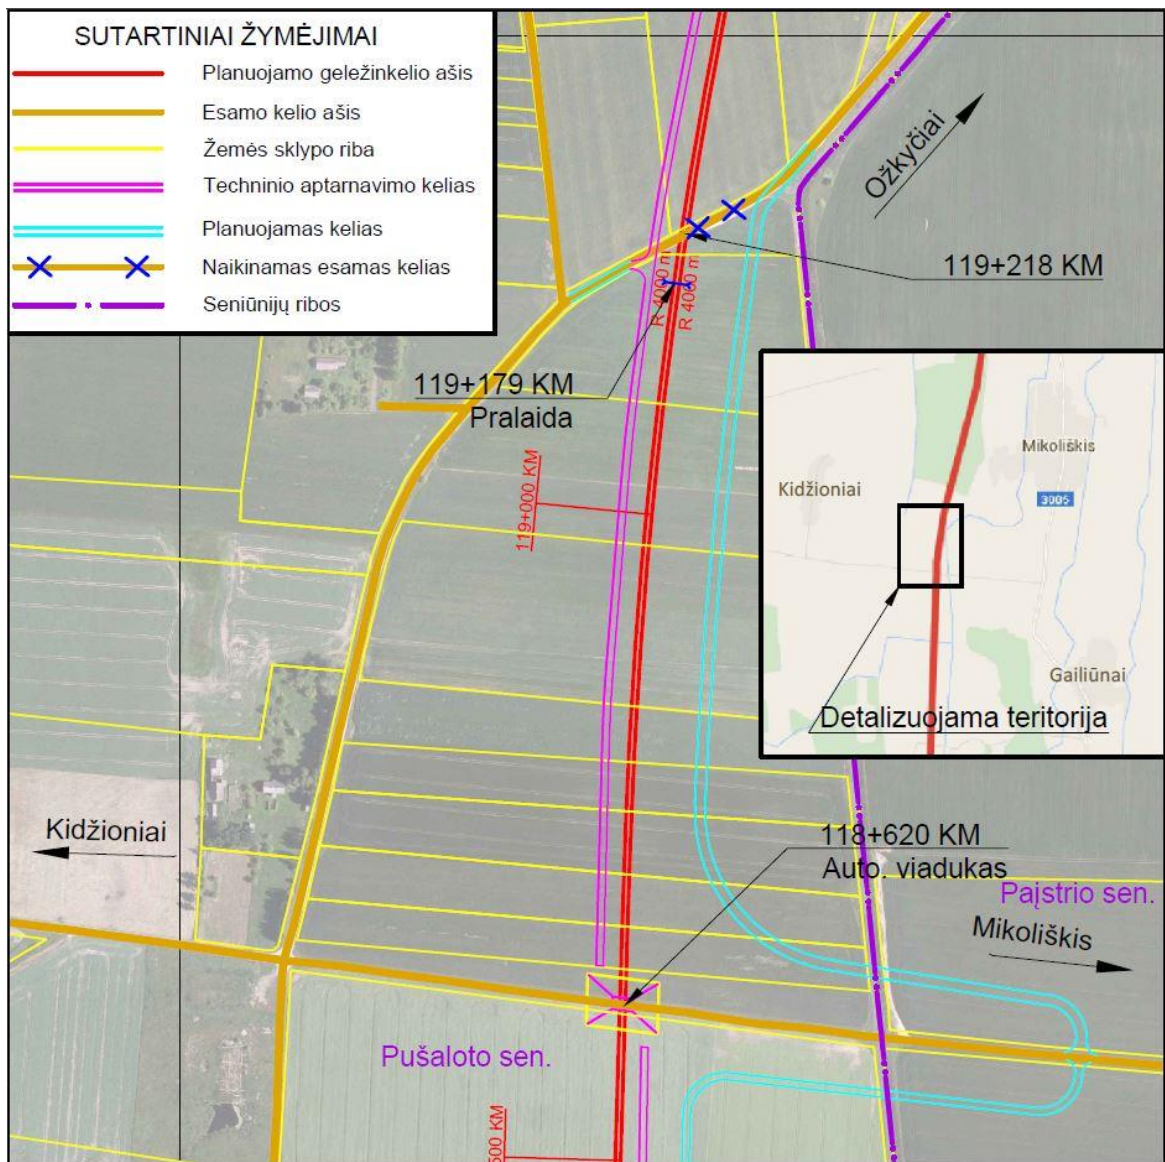 SUTARTINIAI ŽYMĖJIMAI
Planuojamo geležinkelio ašis
Esamo kelio ašis
Žemės sklypo riba
Techninio aptarnavimo kelias
Planuojamas kelias
Naikinamas esamas kelias
Seniūnijų ribos
Ožkyčiai
119+218 KM
R 4000 m
R 4000 m
119+179 KM
Pralaida
119+000 KM
Mikoliškis
Kidžioniai
3005
Gailiūnai
Detalizuojama teritorija
Kidžioniai
118+620 KM
Auto. viadukas
Pajstrio sen.
Mikoliškis
Pušaloto sen.
500 KM